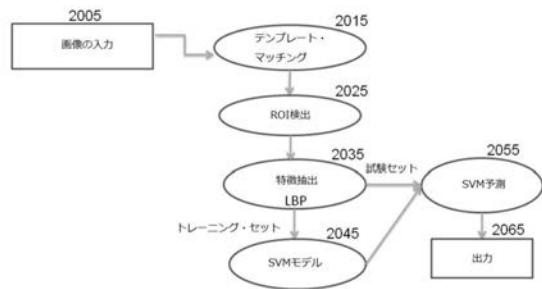 2005
画像の入力
2015
テンプレート・
マッチング
2025
ROI検出
2035
特徴抽出
LBP
試験セット
2055
SVM予測
トレーニング・セット
2045
SVMモデル
2065
出力